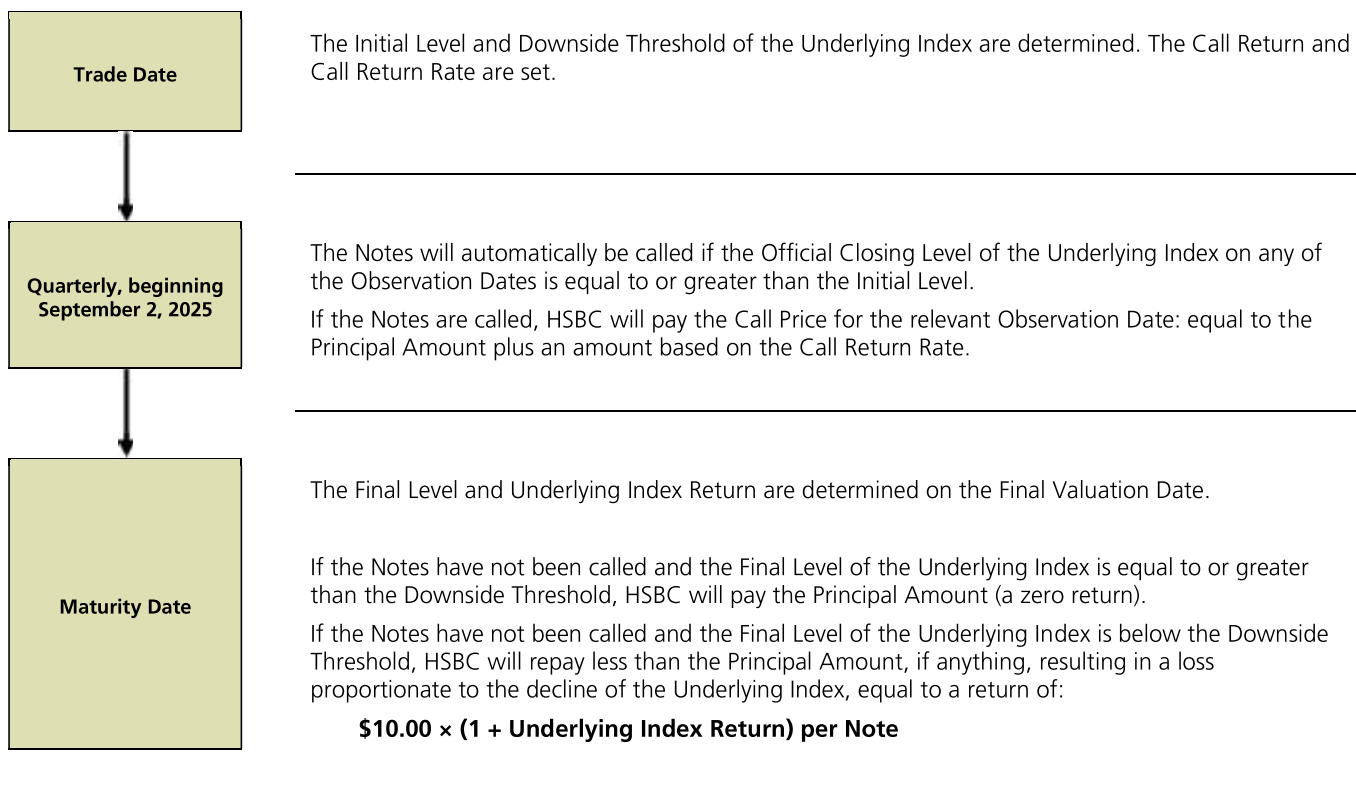 Trade Date
The Initial Level and Downside Threshold of the Underlying Index are determined. The Call Return and
Call Return Rate are set.
Quarterly, beginning
September 2, 2025
The Notes will automatically be called if the Official Closing Level of the Underlying Index on any of
the Observation Dates is equal to or greater than the Initial Level.
If the Notes are called, HSBC will pay the Call Price for the relevant Observation Date: equal to the
Principal Amount plus an amount based on the Call Return Rate.
Maturity Date
The Final Level and Underlying Index Return are determined on the Final Valuation Date.
If the Notes have not been called and the Final Level of the Underlying Index is equal to or greater
than the Downside Threshold, HSBC will pay the Principal Amount (a zero return).
If the Notes have not been called and the Final Level of the Underlying Index is below the Downside
Threshold, HSBC will repay less than the Principal Amount, if anything, resulting in a loss
proportionate to the decline of the Underlying Index, equal to a return of:
$10.00 × (1 + Underlying Index Return) per Note